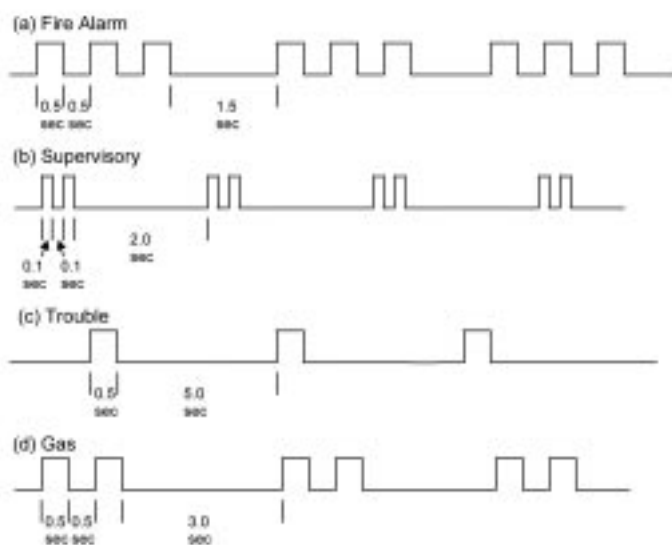 (a) Fire Alarm
0.5 0.5 1.5
sec sec sec
(b) Supervisory
2.0
sec
0.1 0.1
sec sec
(c) Trouble
0.5 5.0
sec sec
(d) Gas
0.5 0.5 3.0
sec sec sec